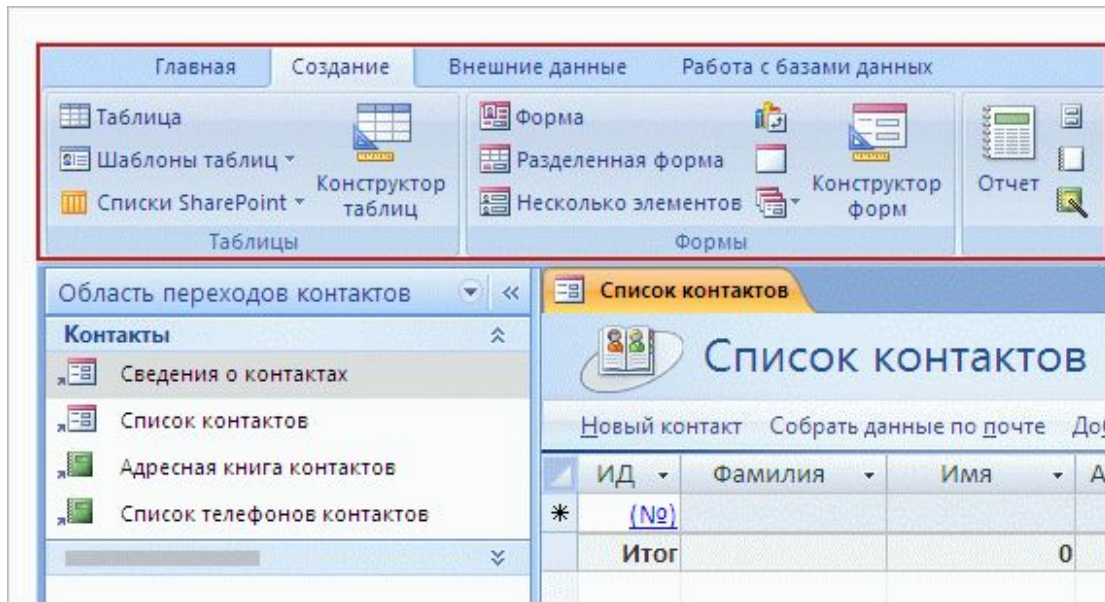 Главная Создание Внешние данные Работа с базами данных
Таблица
Шаблоны таблиц
Списки SharePoint
Конструктор
таблиц
Таблицы
Форма
Разделенная форма
Несколько элементов
Конструктор
форм
Формы
Отчет
Область переходов контактов
Контакты
Сведения о контактах
Список контактов
Адресная книга контактов
Список телефонов контактов
Список контактов
Список контактов
Новый контакт Собрать данные по почте
ИД Фамилия Имя А
* (№)
Итог 0